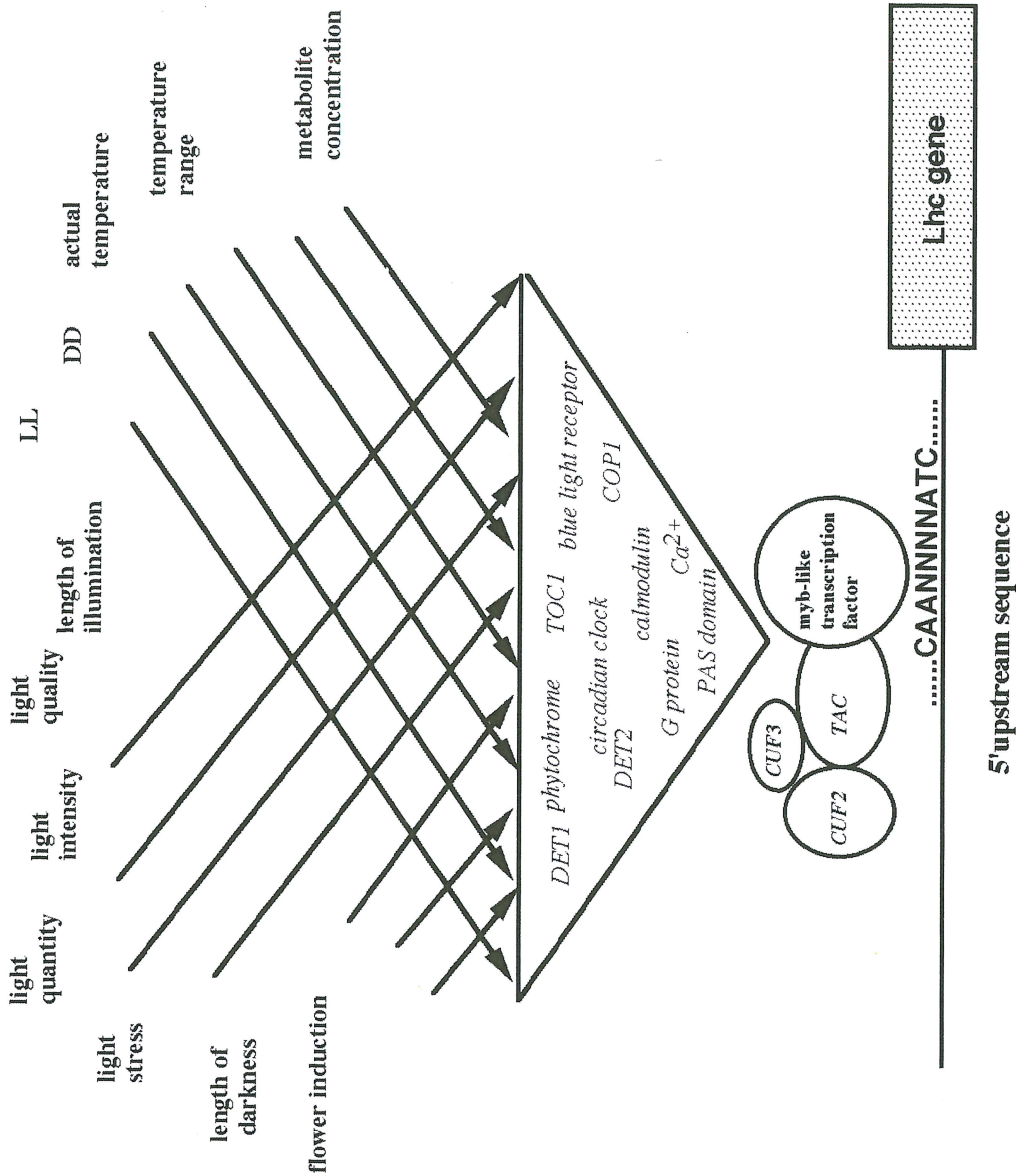 light
quantity
light
intensity
light
quality
length of
illumination
LL
DD
actual
temperature
temperature
range
metabolite
concentration
light
stress
length of
darkness
flower induction
DET1 phytochrome TOC1 blue light receptor
circadian clock COP1
DET2 calmodulin
G protein Ca2+
PAS domain
CUF3
CUF2
TAC
myb-like
transcription
factor
......CAANNNNATC......
Lhc gene
5'upstream sequence